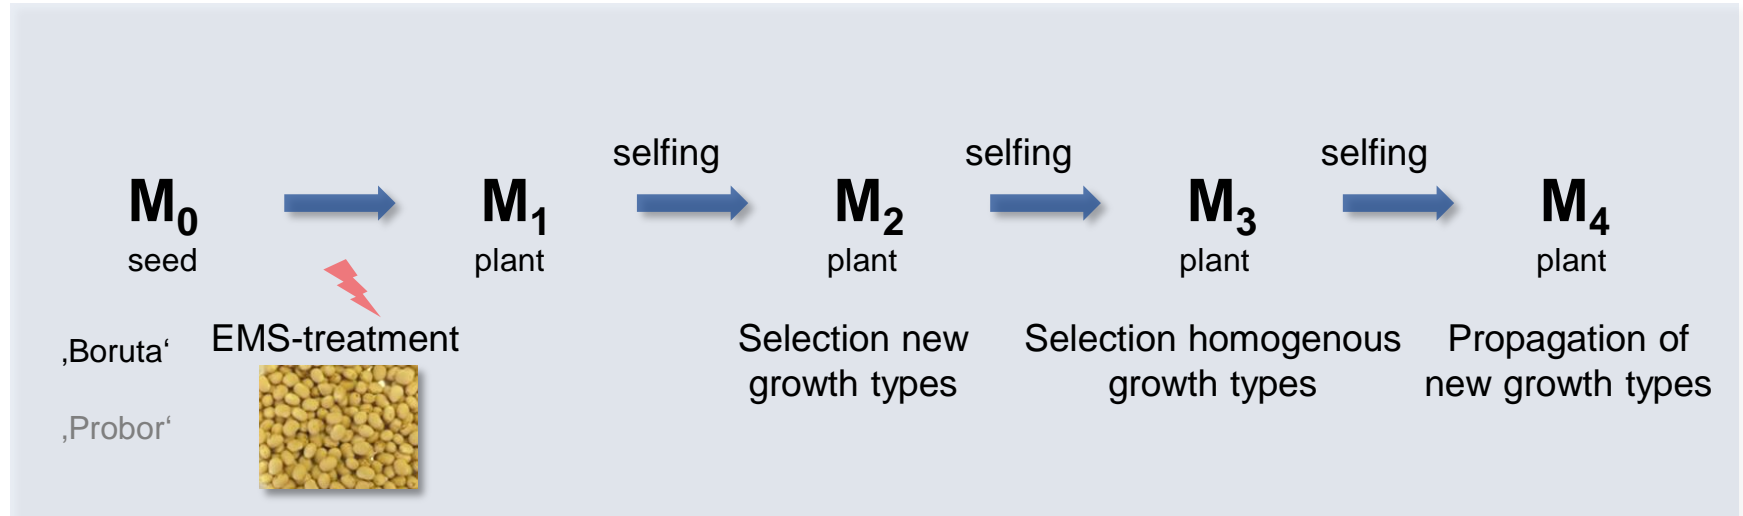 selfing selfing selfing
M₀ M₁ M₂ M₃ M₄
seed plant plant plant plant
‚Boruta‘ EMS-treatment Selection new Selection homogenous Propagation of
growth types growth types new growth types
‚Probor‘